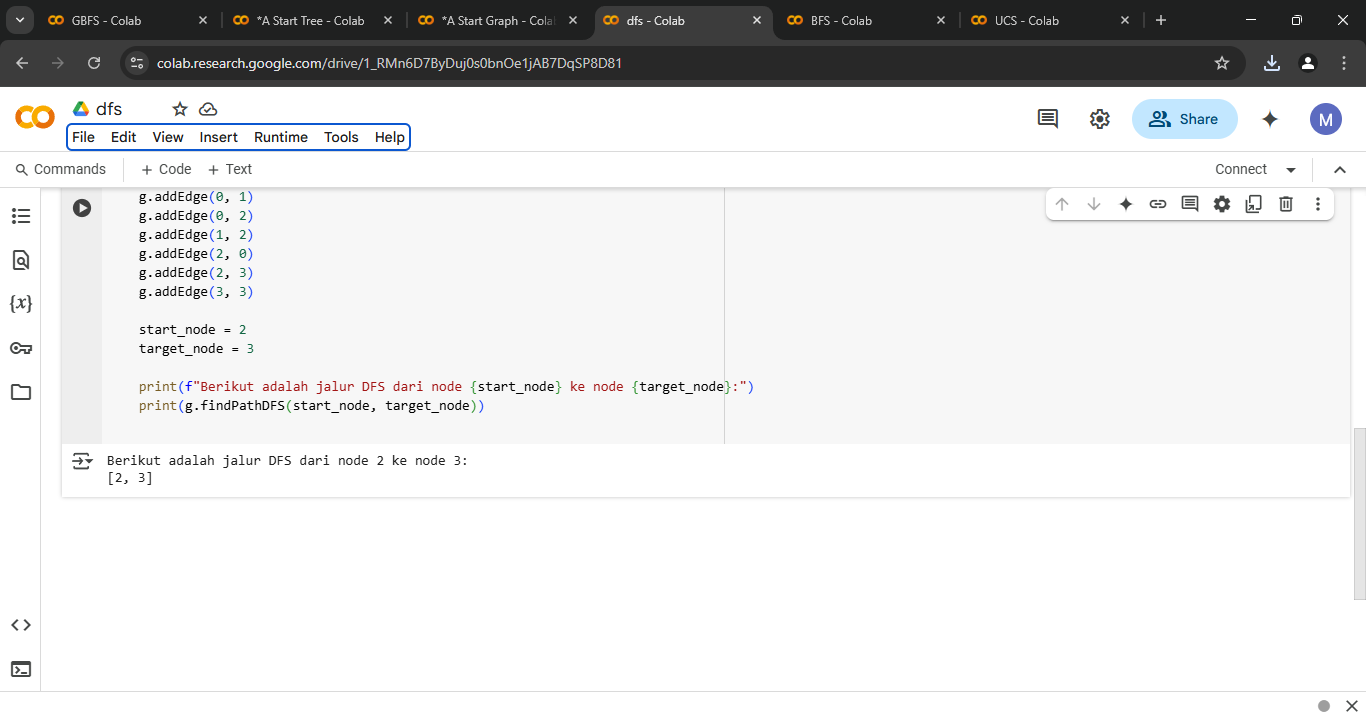 GBFS - Colab
*A Start Tree - Colab
*A Start Graph - Cola
dfs - Colab
BFS - Colab
UCS - Colab
colab.research.google.com/drive/1_RMn6D7ByDuj0s0bnOe1jAB7DqSP8D81
dfs
File Edit View Insert Runtime Tools Help
Share
M
Commands + Code + Text
Connect
g.addEdge(0, 1)
g.addEdge(0, 2)
g.addEdge(1, 2)
g.addEdge(2, 0)
g.addEdge(2, 3)
g.addEdge(3, 3)
start_node = 2
target_node = 3
print(f"Berikut adalah jalur DFS dari node {start_node} ke node {target_node}:")
print(g.findPathDFS(start_node, target_node))
Berikut adalah jalur DFS dari node 2 ke node 3:
[2, 3]